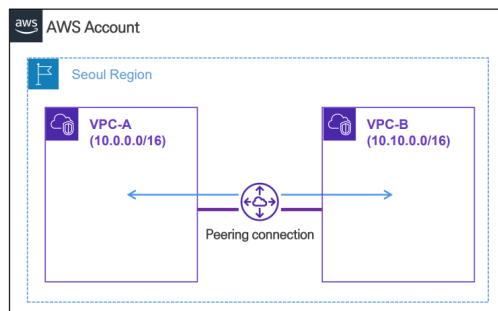 aws
AWS Account
Seoul Region
VPC-A
(10.0.0.0/16)
VPC-B
(10.10.0.0/16)
Peering connection